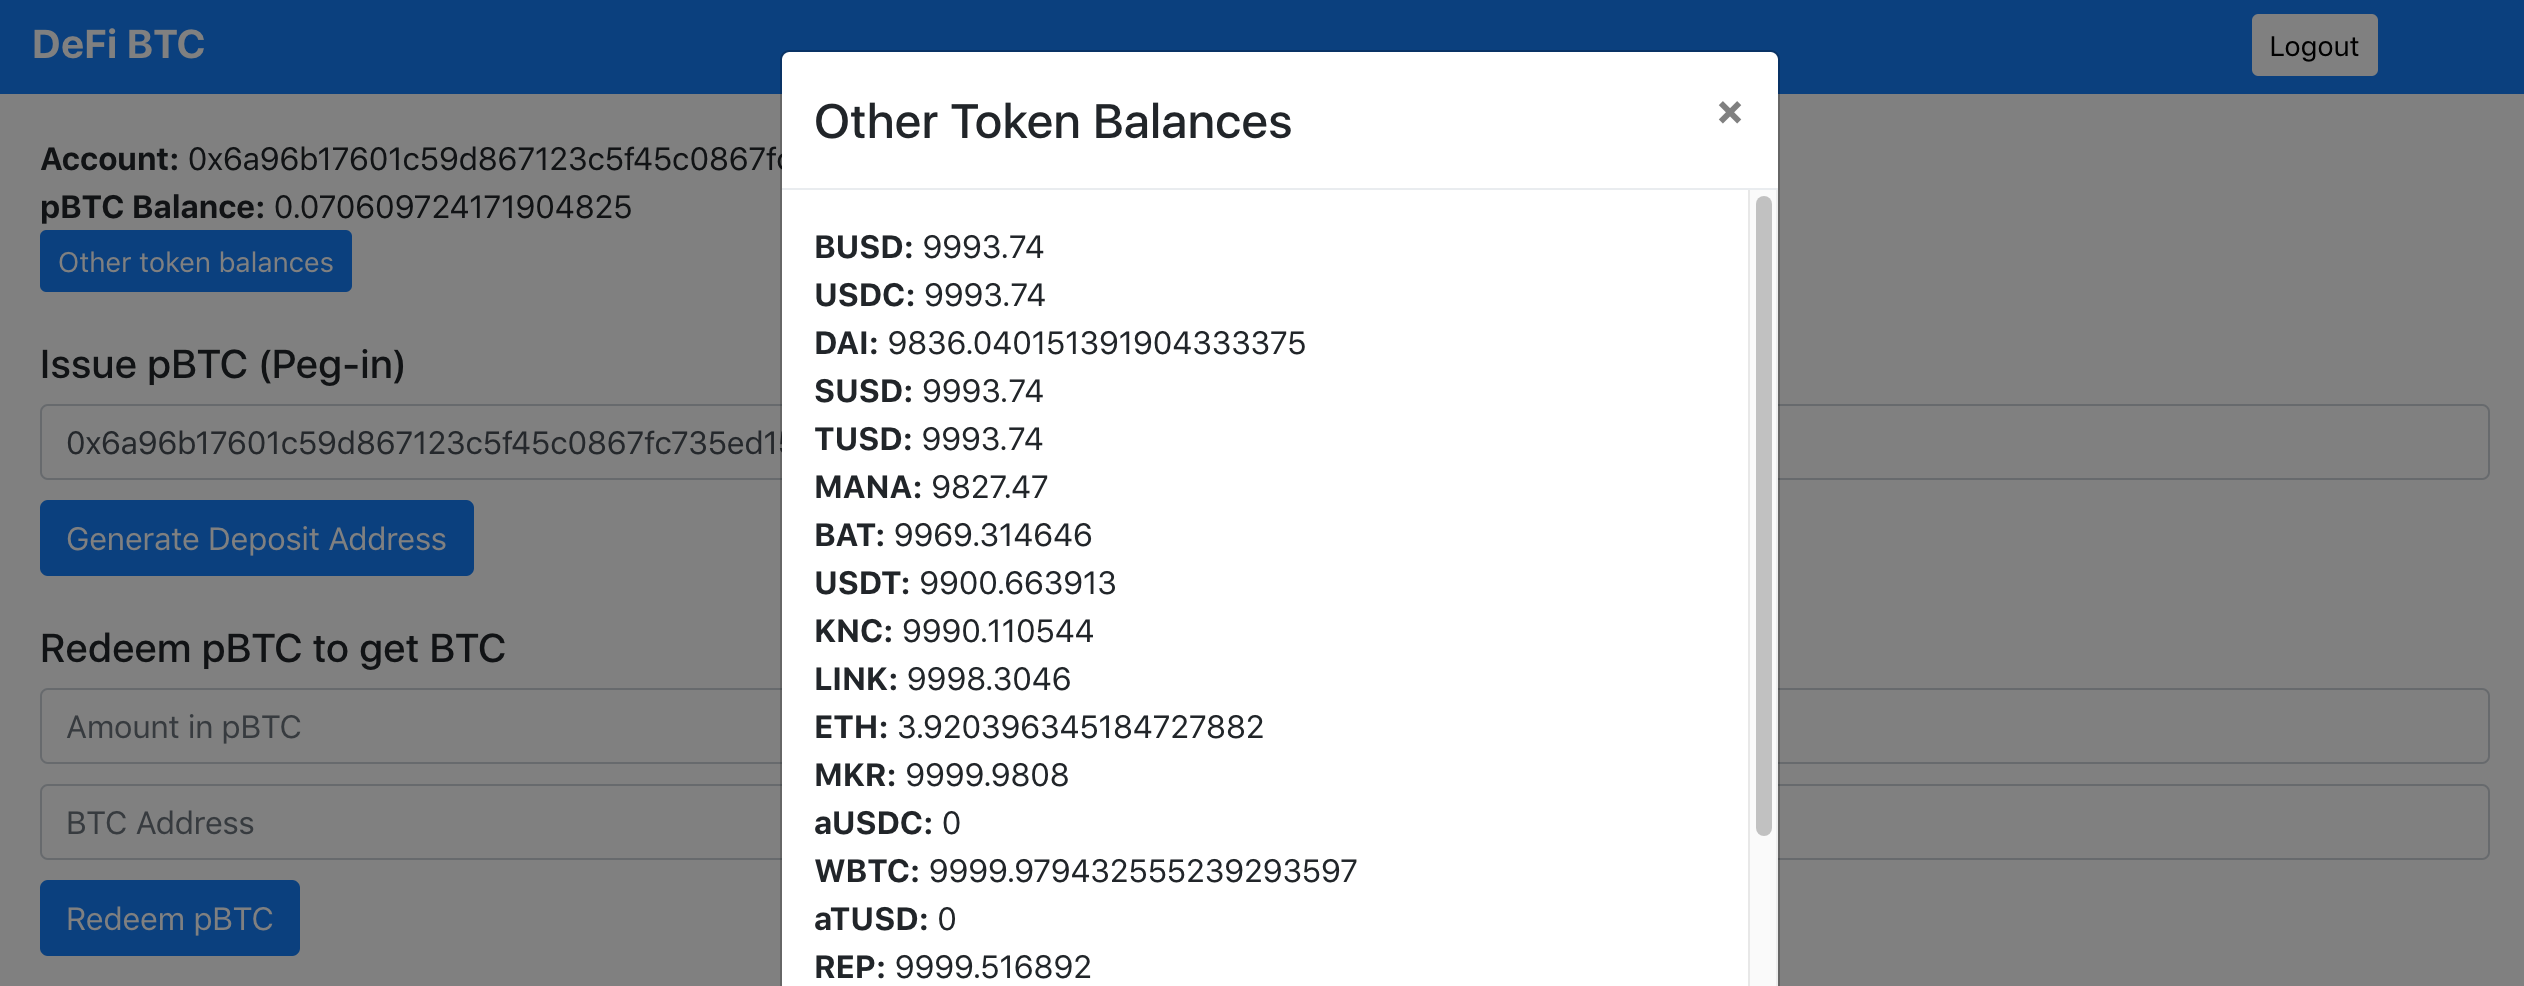 DeFi BTC
Logout
Account: 0x6a96b17601c59d867123c5f45c0867f
pBTC Balance: 0.070609724171904825
Other token balances
Issue pBTC (Peg-in)
0x6a96b17601c59d867123c5f45c0867fc735ed1
Generate Deposit Address
Redeem pBTC to get BTC
Amount in pBTC
BTC Address
Redeem pBTC
Other Token Balances
×
BUSD: 9993.74
USDC: 9993.74
DAI: 9836.040151391904333375
SUSD: 9993.74
TUSD: 9993.74
MANA: 9827.47
BAT: 9969.314646
USDT: 9900.663913
KNC: 9990.110544
LINK: 9998.3046
ETH: 3.920396345184727882
MKR: 9999.9808
aUSDC: 0
WBTC: 9999.979432555239293597
aTUSD: 0
REP: 9999.516892